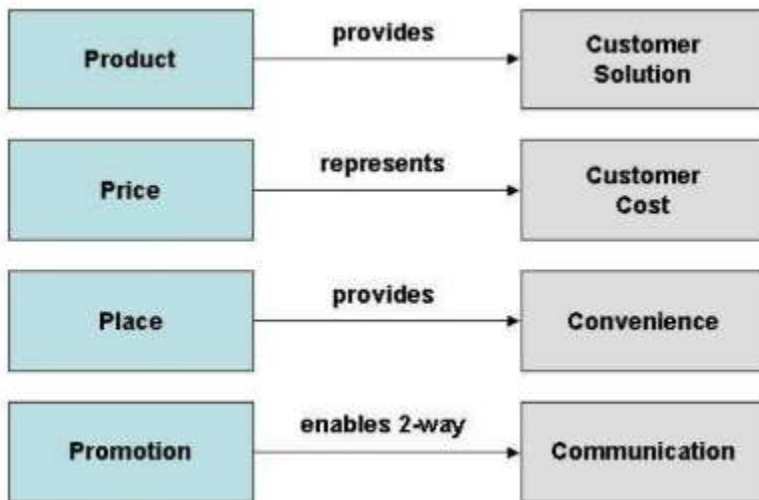 Product
provides
Customer
Solution
Price
represents
Customer
Cost
Place
provides
Convenience
Promotion
enables 2-way
Communication